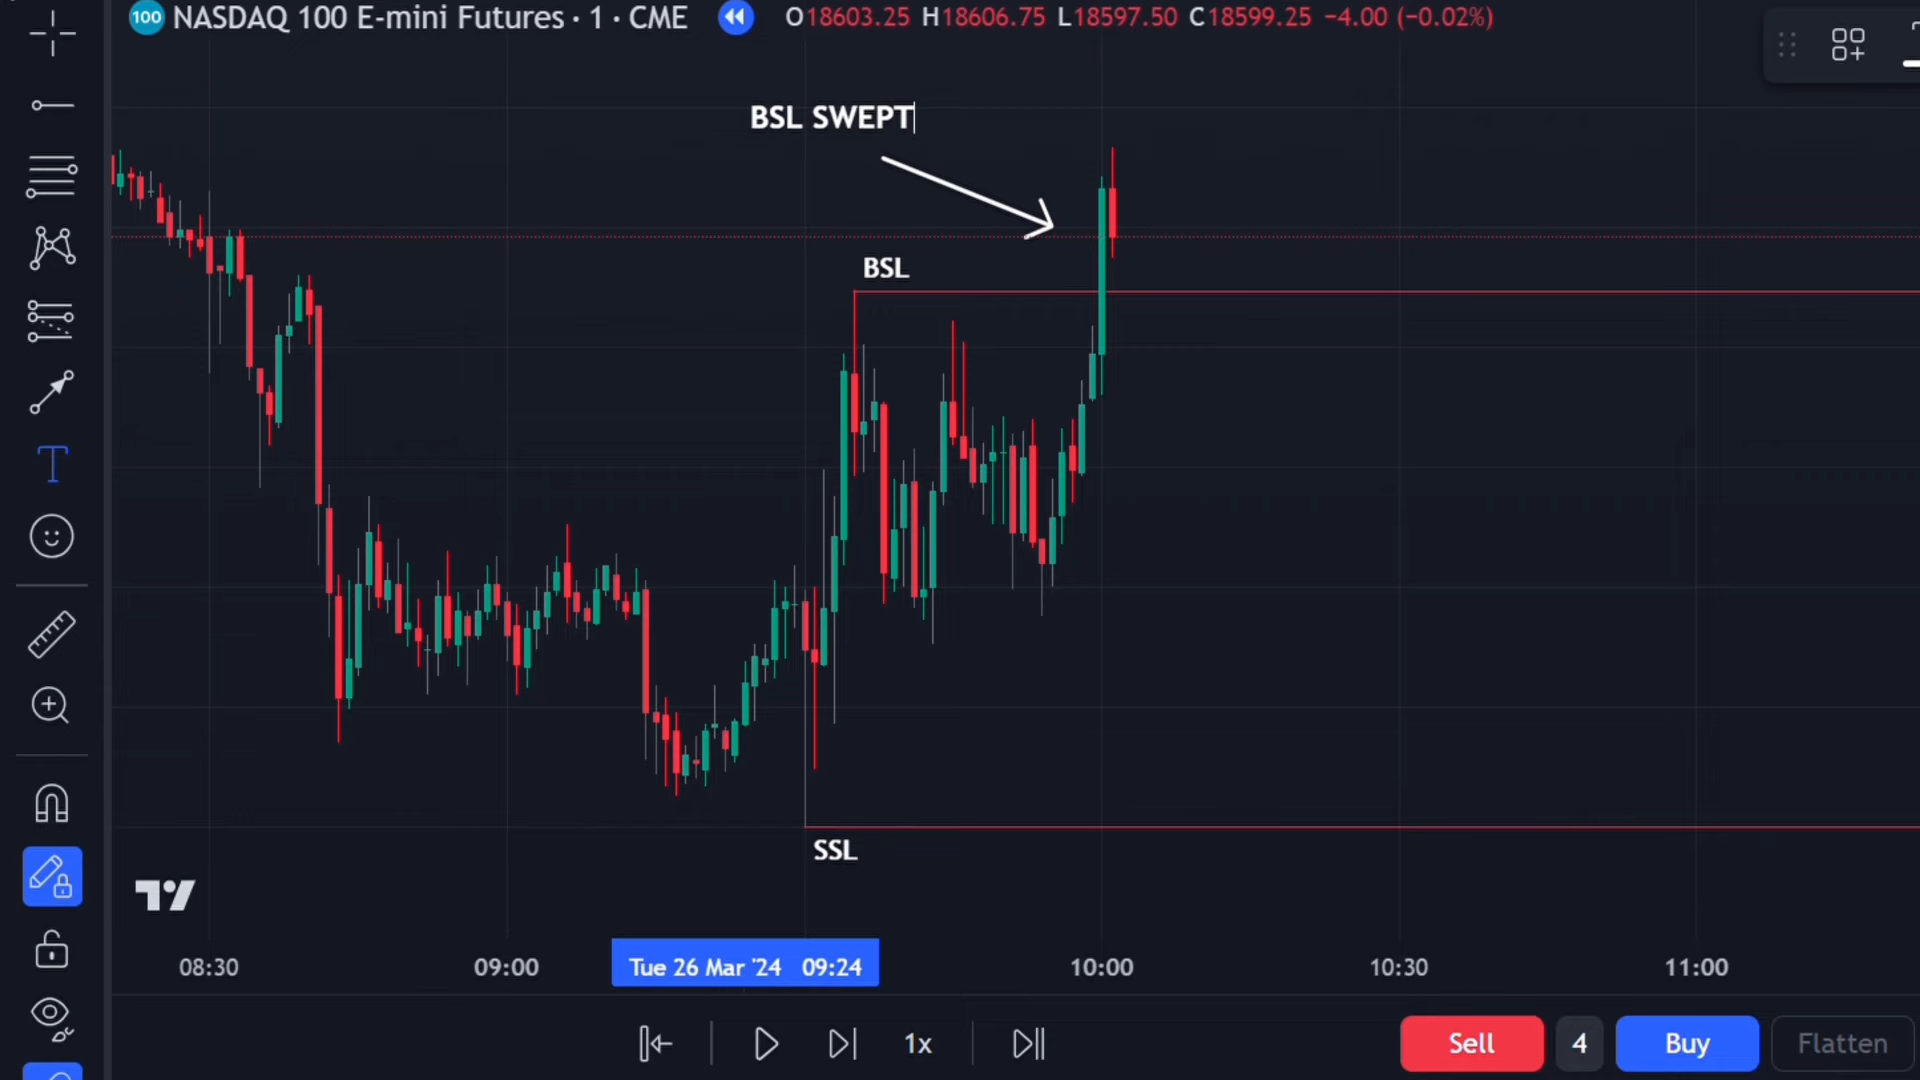 100 NASDAQ 100 E-mini Futures · 1 · CME O18603.25 H18606.75 L18597.50 C18599.25 −4.00 (−0.02%)
BSL SWEPT
BSL
SSL
08:30 09:00 Tue 26 Mar '24 09:24 10:00 10:30 11:00
1x Sell 4 Buy Flatten